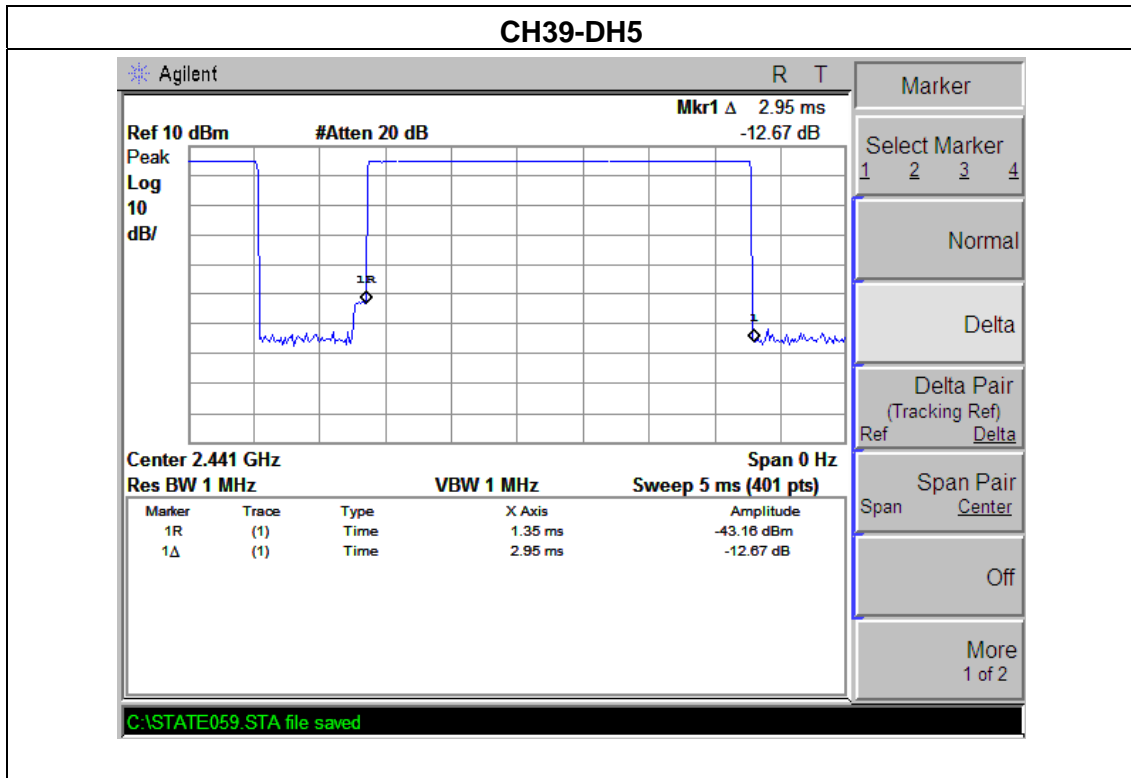 CH39-DH5
Agilent R T
Mkr1 Δ 2.95 ms
Ref 10 dBm #Atten 20 dB -12.67 dB
Peak
Log
10
dB/
1R
1
Center 2.441 GHz Span 0 Hz
Res BW 1 MHz VBW 1 MHz Sweep 5 ms (401 pts)
Marker Trace Type X Axis Amplitude
1R (1) Time 1.35 ms -43.16 dBm
1Δ (1) Time 2.95 ms -12.67 dB
C:\STATE059.STA file saved
Marker
Select Marker
1 2 3 4
Normal
Delta
Delta Pair
(Tracking Ref)
Ref Delta
Span Pair
Span Center
Off
More
1 of 2